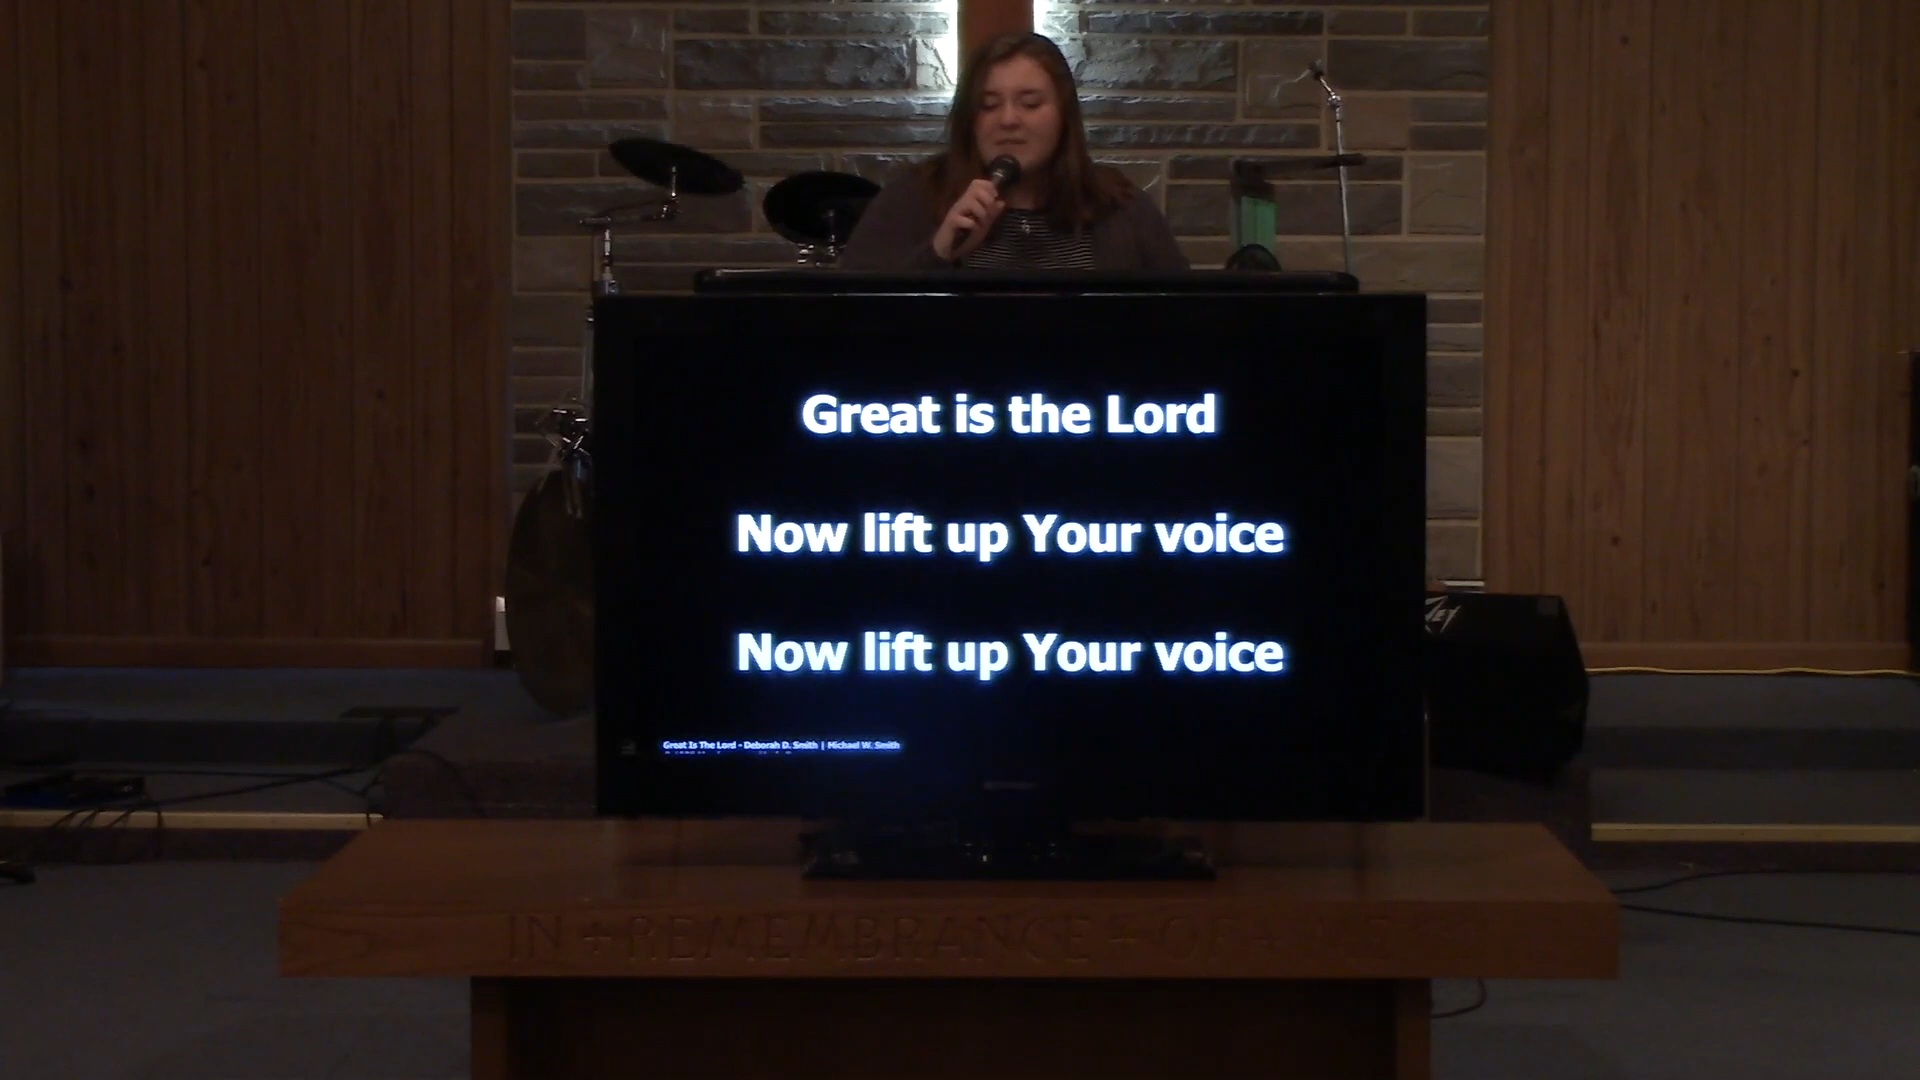 Great is the Lord
Now lift up Your voice
Now lift up Your voice
Great Is The Lord - Deborah D. Smith | Michael W. Smith
IN + REMEMBRANCE + OF + ME